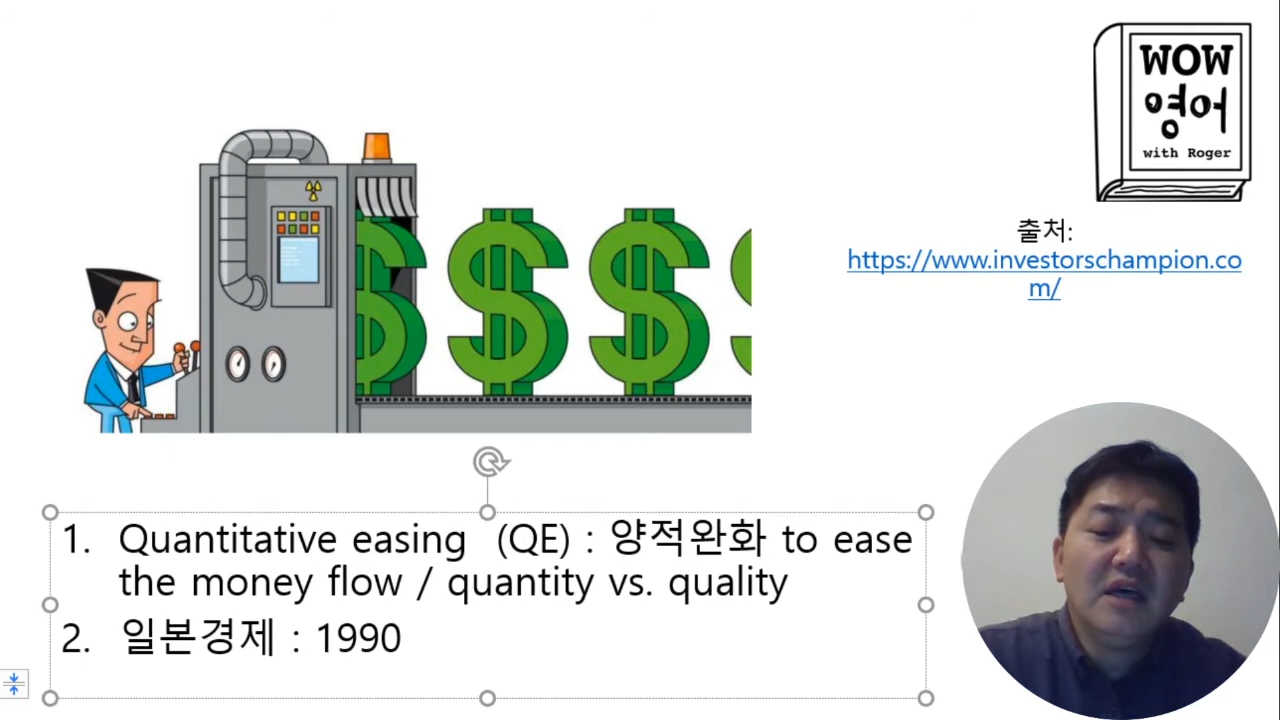 WOW
영어
with Roger
출처:
https://www.investorschampion.co
m/
1. Quantitative easing (QE) : 양적완화 to ease
the money flow / quantity vs. quality
2. 일본경제 : 1990